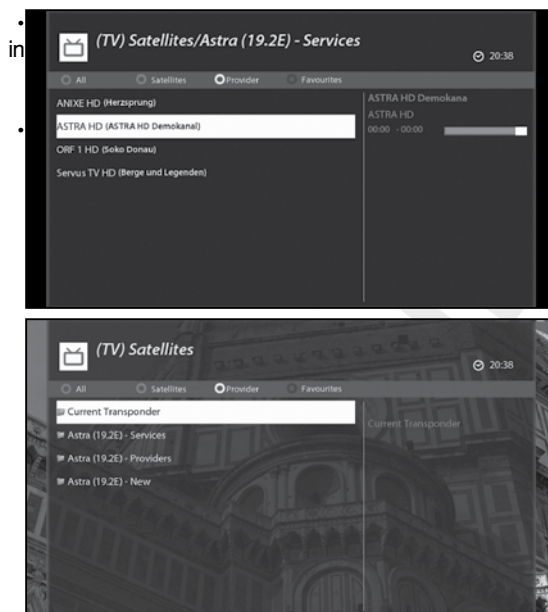 •
in
(TV) Satellites/Astra (19.2E) - Services
20:38
All Satellites Provider Favourites
ANIXE HD (Herzsprung)
ASTRA HD (ASTRA HD Demokanal)
ORF 1 HD (Soko Donau)
Servus TV HD (Berge und Legenden)
ASTRA HD Demokana
ASTRA HD
00:00 - 00:00
•
(TV) Satellites
20:38
All Satellites Provider Favourites
Current Transponder
Astra (19.2E) - Services
Astra (19.2E) - Providers
Astra (19.2E) - New
Current Transponder